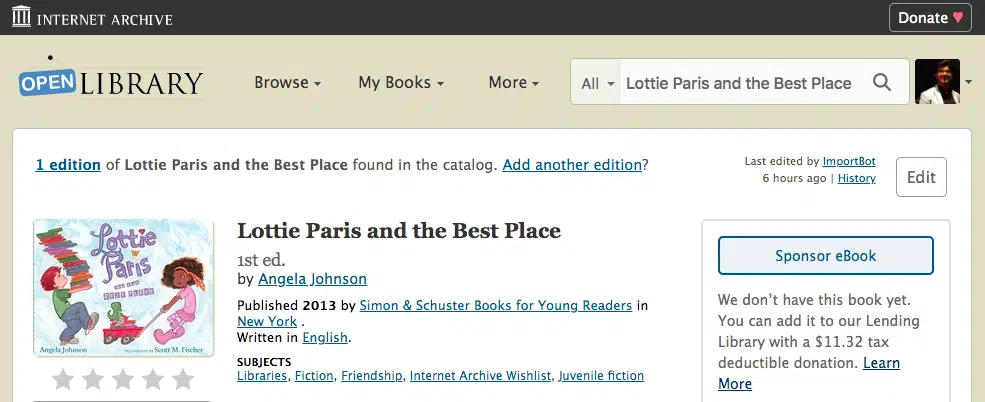 INTERNET ARCHIVE
Donate ♥
OPEN LIBRARY
Browse
My Books
More
All
Lottie Paris and the Best Place
1 edition of Lottie Paris and the Best Place found in the catalog. Add another edition?
Last edited by ImportBot
6 hours ago | History
Edit
Lottie
Paris
AND THE
BEST PLACE
Angela Johnson
ILLUSTRATED BY Scott M. Fischer
Lottie Paris and the Best Place
1st ed.
by Angela Johnson
Published 2013 by Simon & Schuster Books for Young Readers in
New York .
Written in English.
SUBJECTS
Libraries, Fiction, Friendship, Internet Archive Wishlist, Juvenile fiction
Sponsor eBook
We don’t have this book yet.
You can add it to our Lending
Library with a $11.32 tax
deductible donation. Learn
More